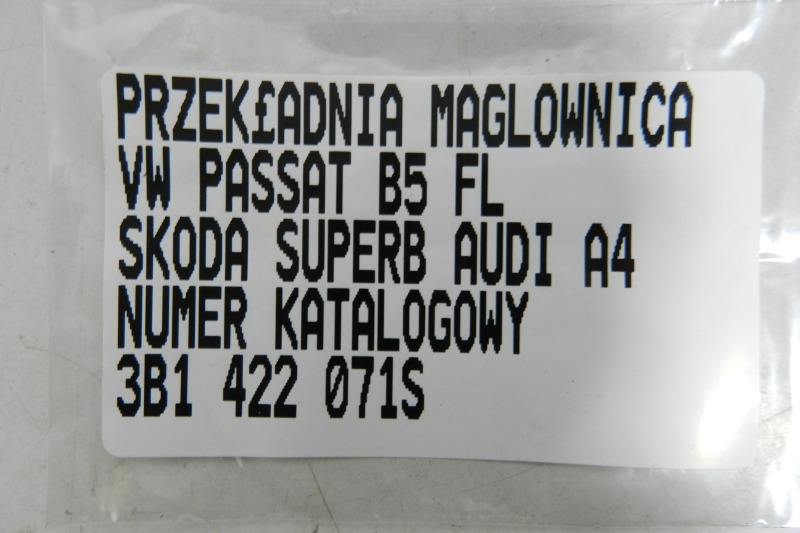 PRZEK£ADNIA MAGLOWNICA
VW PASSAT B5 FL
SKODA SUPERB AUDI A4
NUMER KATALOGOWY
3B1 422 071S